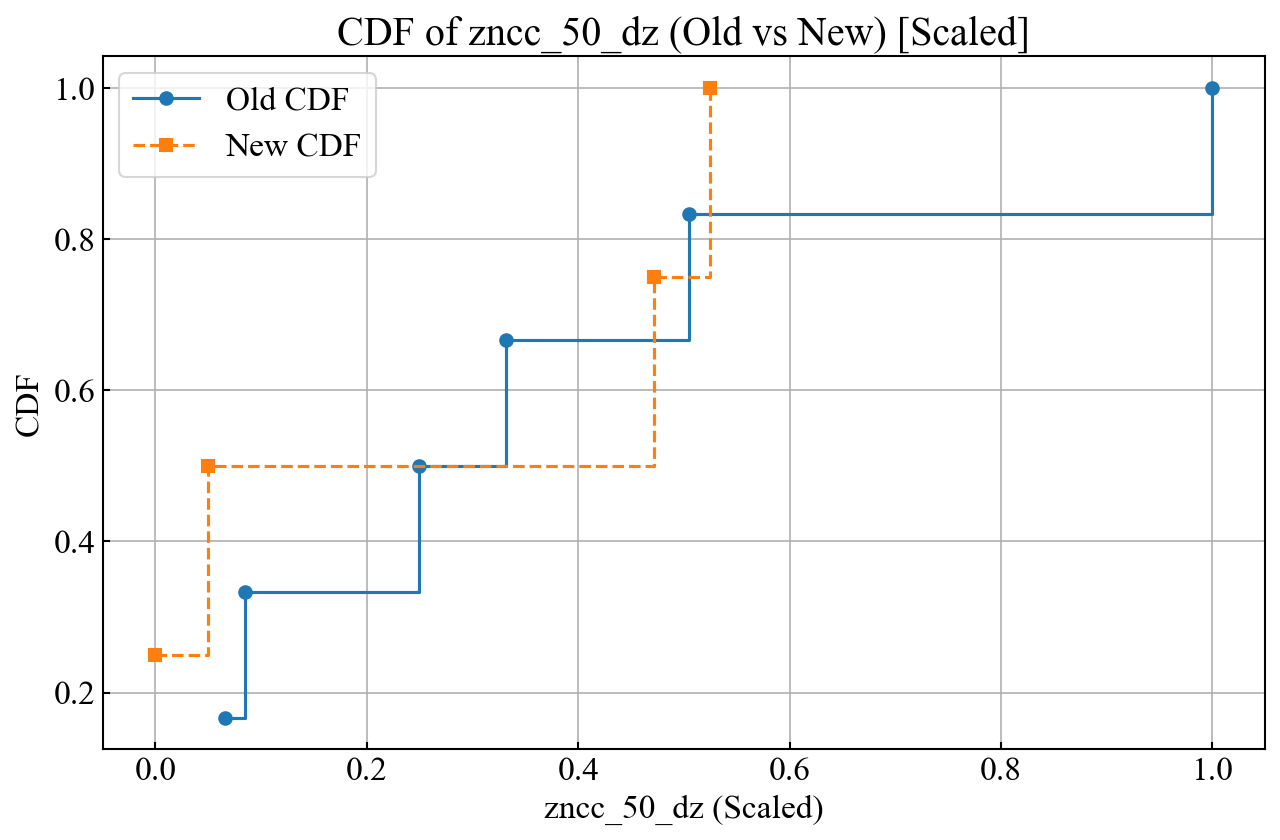 CDF of zncc_50_dz (Old vs New) [Scaled]
Old CDF
New CDF
CDF
1.0
0.8
0.6
0.4
0.2
0.0 0.2 0.4 0.6 0.8 1.0
zncc_50_dz (Scaled)